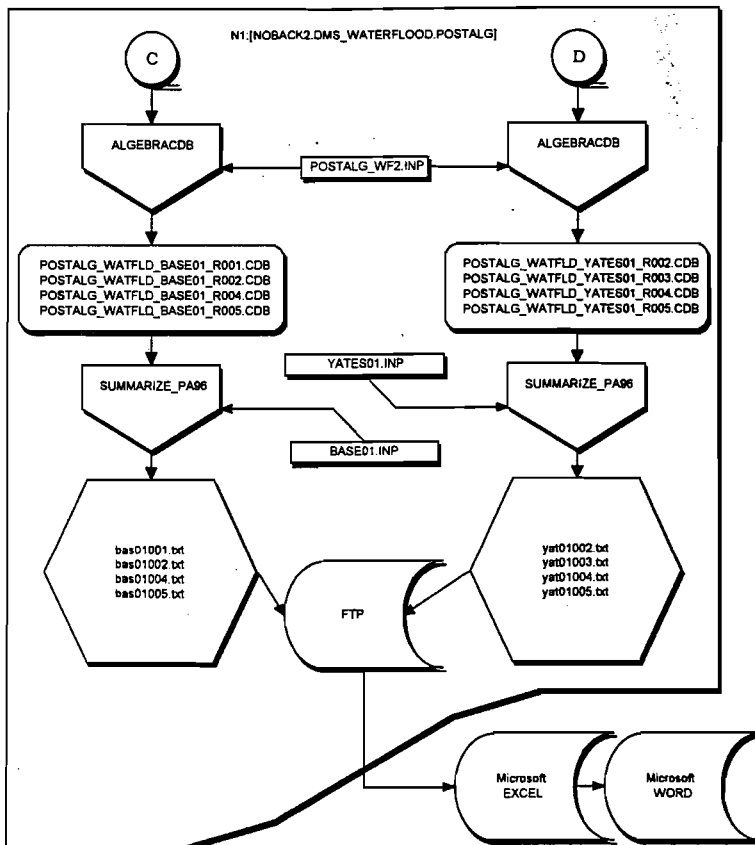 N1:[NOBACK2.DMS_WATERFLOOD.POSTALG]
C
D
ALGEBRACDB
ALGEBRACDB
POSTALG_WF2.INP
POSTALG_WATFLD_BASE01_R001.CDB
POSTALG_WATFLD_BASE01_R002.CDB
POSTALG_WATFLD_BASE01_R004.CDB
POSTALG_WATFLD_BASE01_R005.CDB
POSTALG_WATFLD_YATES01_R002.CDB
POSTALG_WATFLD_YATES01_R003.CDB
POSTALG_WATFLD_YATES01_R004.CDB
POSTALG_WATFLD_YATES01_R005.CDB
YATES01.INP
SUMMARIZE_PA96
SUMMARIZE_PA96
BASE01.INP
bas01001.txt
bas01002.txt
bas01004.txt
bas01005.txt
yat01002.txt
yat01003.txt
yat01004.txt
yat01005.txt
FTP
Microsoft
EXCEL
Microsoft
WORD